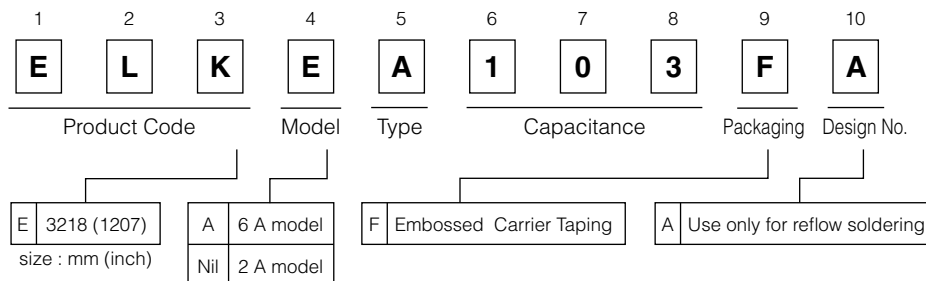 1 2 3 4 5 6 7 8 9 10
E L K E A 1 0 3 F A
Product Code Model Type Capacitance Packaging Design No.
E 3218 (1207) A 6 A model F Embossed Carrier Taping A Use only for reflow soldering
size : mm (inch) Nil 2 A model